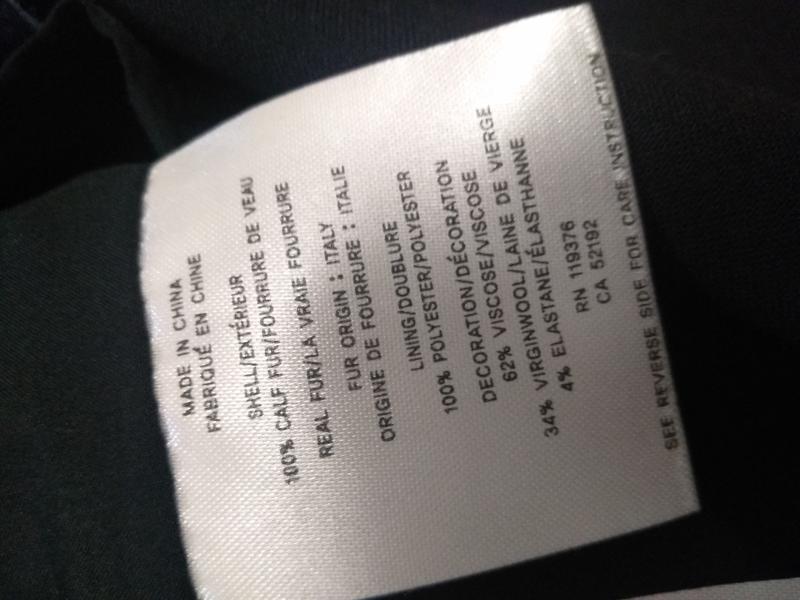 MADE IN CHINA
FABRIQUÉ EN CHINE
SHELL/EXTÉRIEUR
100% CALF FUR/FOURRURE DE VEAU
REAL FUR/LA VRAIE FOURRURE
FUR ORIGIN : ITALY
ORIGINE DE FOURRURE : ITALIE
LINING/DOUBLURE
100% POLYESTER/POLYESTER
DECORATION/DÉCORATION
62% VISCOSE/VISCOSE
34% VIRGINWOOL/LAINE DE VIERGE
4% ELASTANE/ÉLASTHANNE
RN 119376
CA 52192
SEE REVERSE SIDE FOR CARE INSTRUCTION